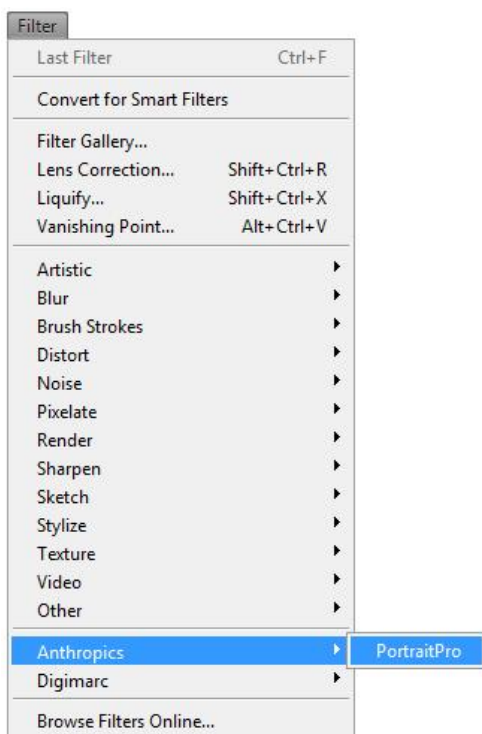 Filter
Last Filter Ctrl+F
Convert for Smart Filters
Filter Gallery...
Lens Correction... Shift+Ctrl+R
Liquify... Shift+Ctrl+X
Vanishing Point... Alt+Ctrl+V
Artistic
Blur
Brush Strokes
Distort
Noise
Pixelate
Render
Sharpen
Sketch
Stylize
Texture
Video
Other
Anthropics PortraitPro
Digimarc
Browse Filters Online...